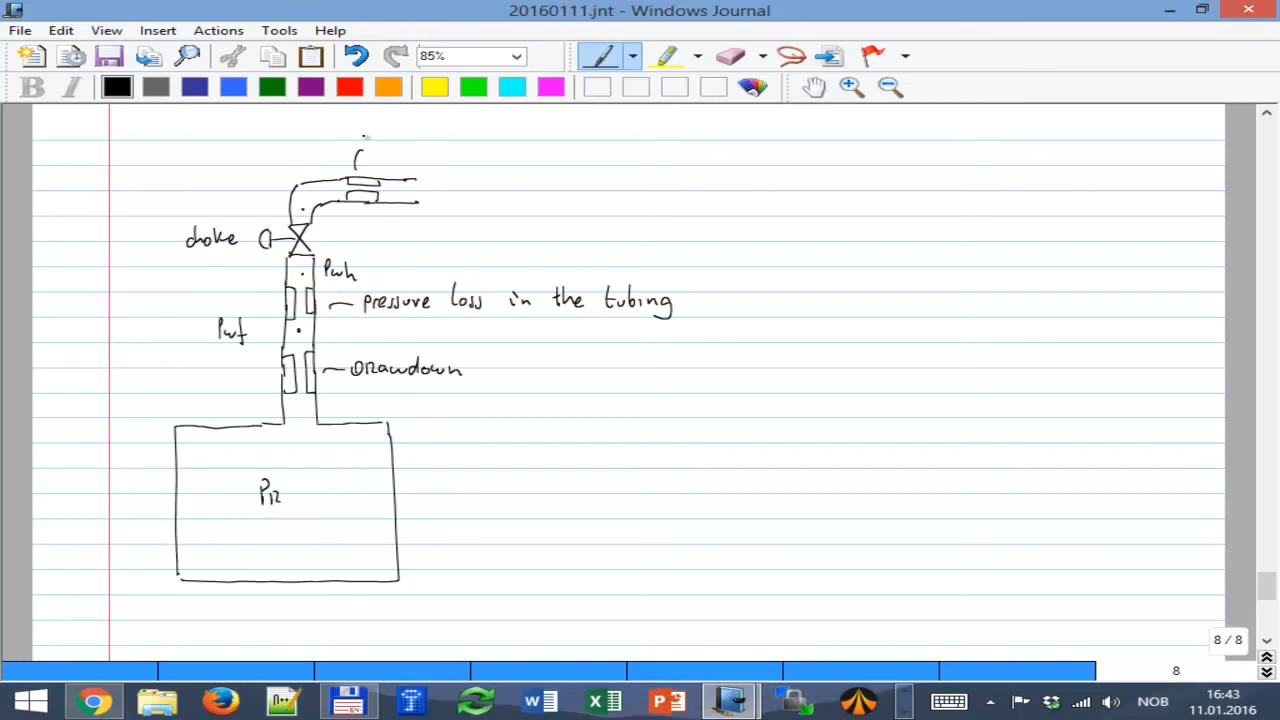 20160111.jnt - Windows Journal
File Edit View Insert Actions Tools Help
85%
B I
choke
Pwh
pressure loss in the tubing
Pwf
Drawdown
PR
8 / 8
8
NOB
16:43
11.01.2016